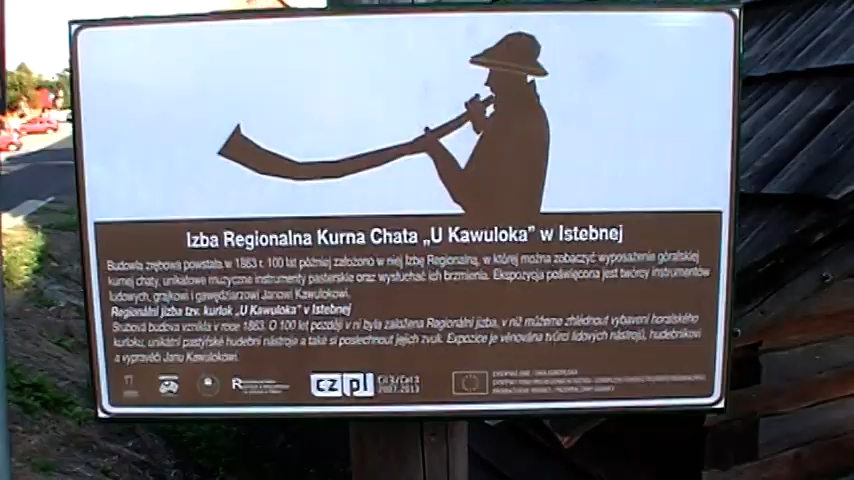 Izba Regionalna Kurna Chata „U Kawuloka” w Istebnej
Budowla zrębowa powstała w 1863 r. 100 lat później założono w niej Izbę Regionalną, w której można zobaczyć wyposażenie góralskiej
kurnej chaty, unikatowe muzyczne instrumenty pasterskie oraz wysłuchać ich brzmienia. Ekspozycja poświęcona jest twórcy instrumentów
ludowych, grajkowi i gawędziarzowi Janowi Kawulokowi.
Regionální jizba tzv. kurlok „U Kawuloka” v Istebnej
Srubová budova vznikla v roce 1863. O 100 let později v ní byla založena Regionální jizba, v níž můžeme zhlédnout vybavení horalského
kurloku, unikátní pastýřské hudební nástroje a také si poslechnout jejich zvuk. Expozice je věnována tvůrci lidových nástrojů, hudebníkovi
a vypravěči Janu Kawulokowi.
cz pl
2007-2013